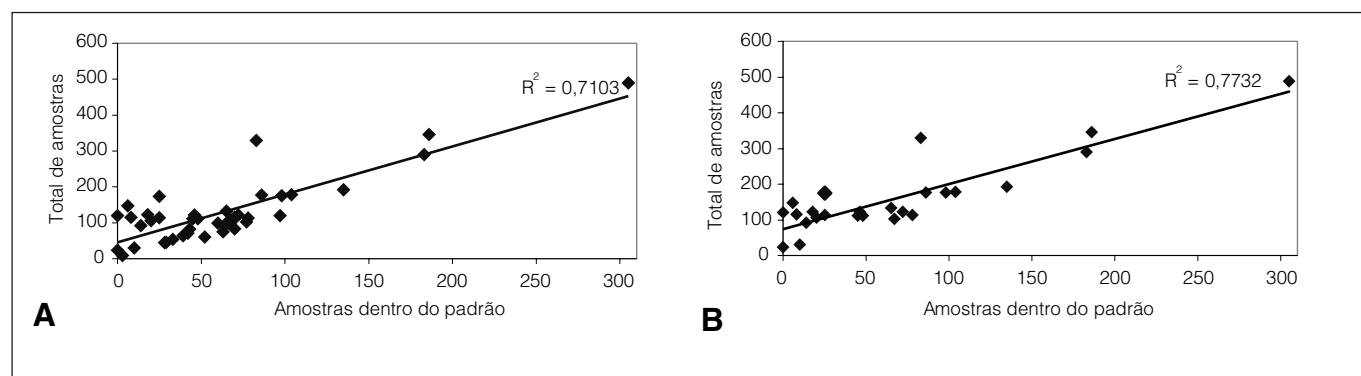 600
500
400
300
200
100
0
Total de amostras
R² = 0,7103
0 50 100 150 200 250 300
Amostras dentro do padrão
A
600
500
400
300
200
100
0
Total de amostras
R² = 0,7732
0 50 100 150 200 250 300
Amostras dentro do padrão
B